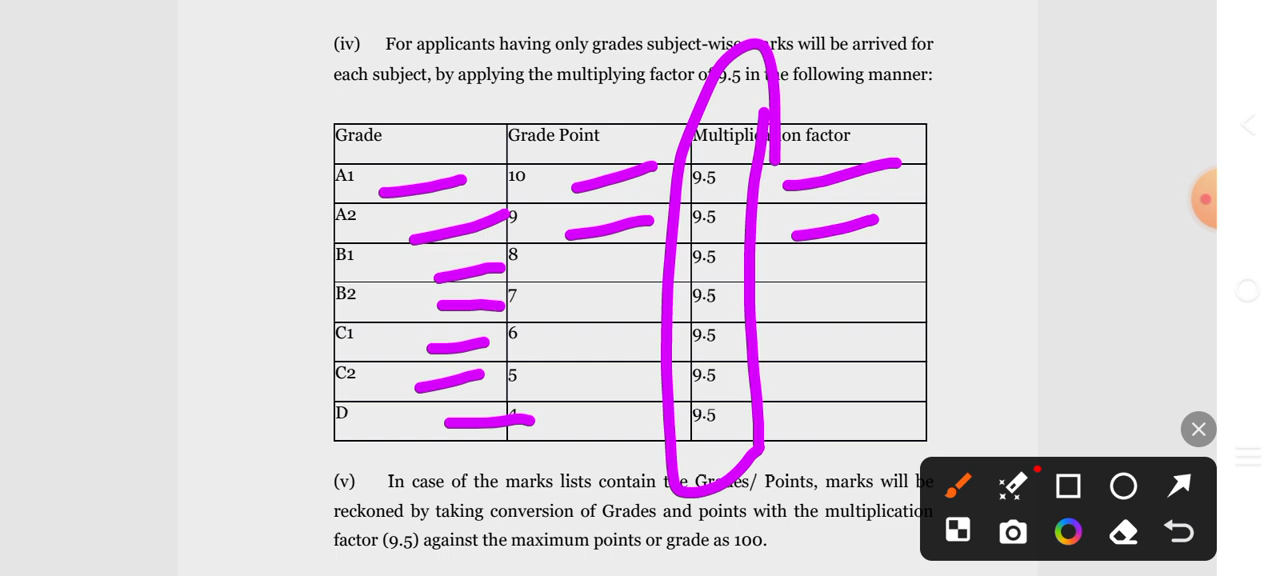 (iv) For applicants having only grades subject-wise marks will be arrived for
each subject, by applying the multiplying factor of 9.5 in the following manner:
Grade Grade Point Multiplication factor
A1 10 9.5
A2 9 9.5
B1 8 9.5
B2 7 9.5
C1 6 9.5
C2 5 9.5
D 4 9.5
(v) In case of the marks lists contain the Grades/ Points, marks will be
reckoned by taking conversion of Grades and points with the multiplication
factor (9.5) against the maximum points or grade as 100.